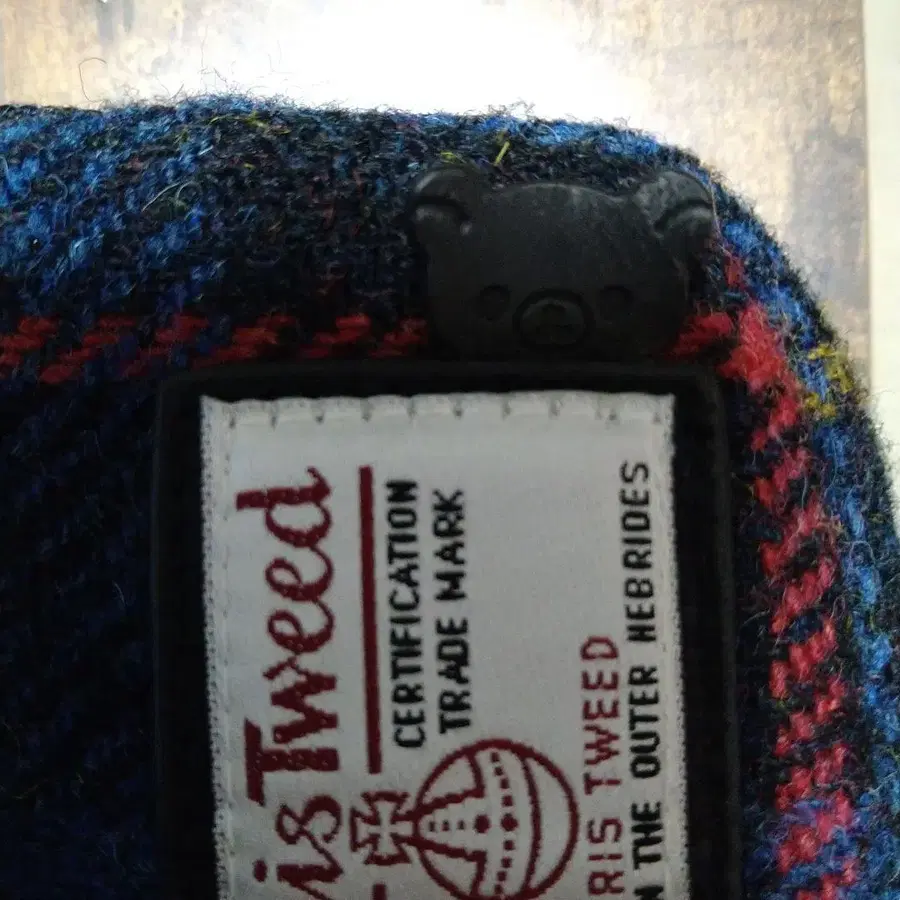 is Tweed
CERTIFICATION
TRADE MARK
RIS TWEED
N THE OUTER HEBRIDES